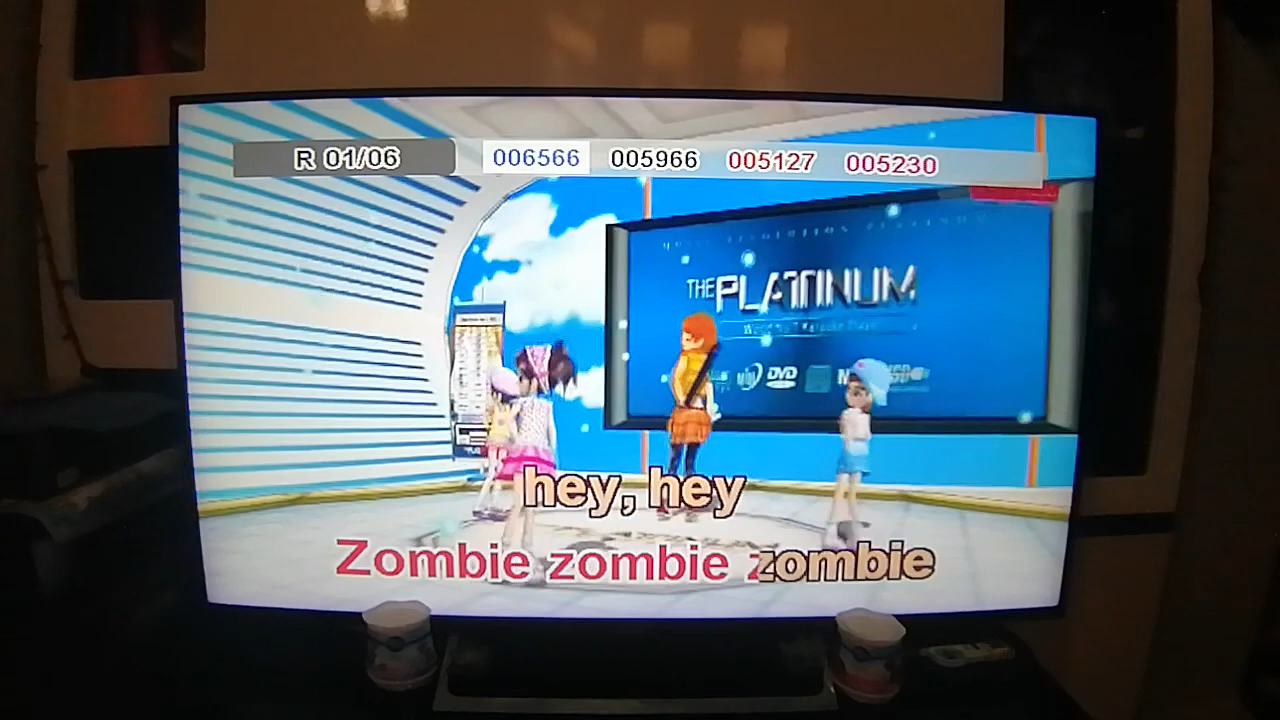 R 01/06 006566 005966 005127 005230
THE PLATINUM
DVD
hey, hey
Zombie zombie zombie